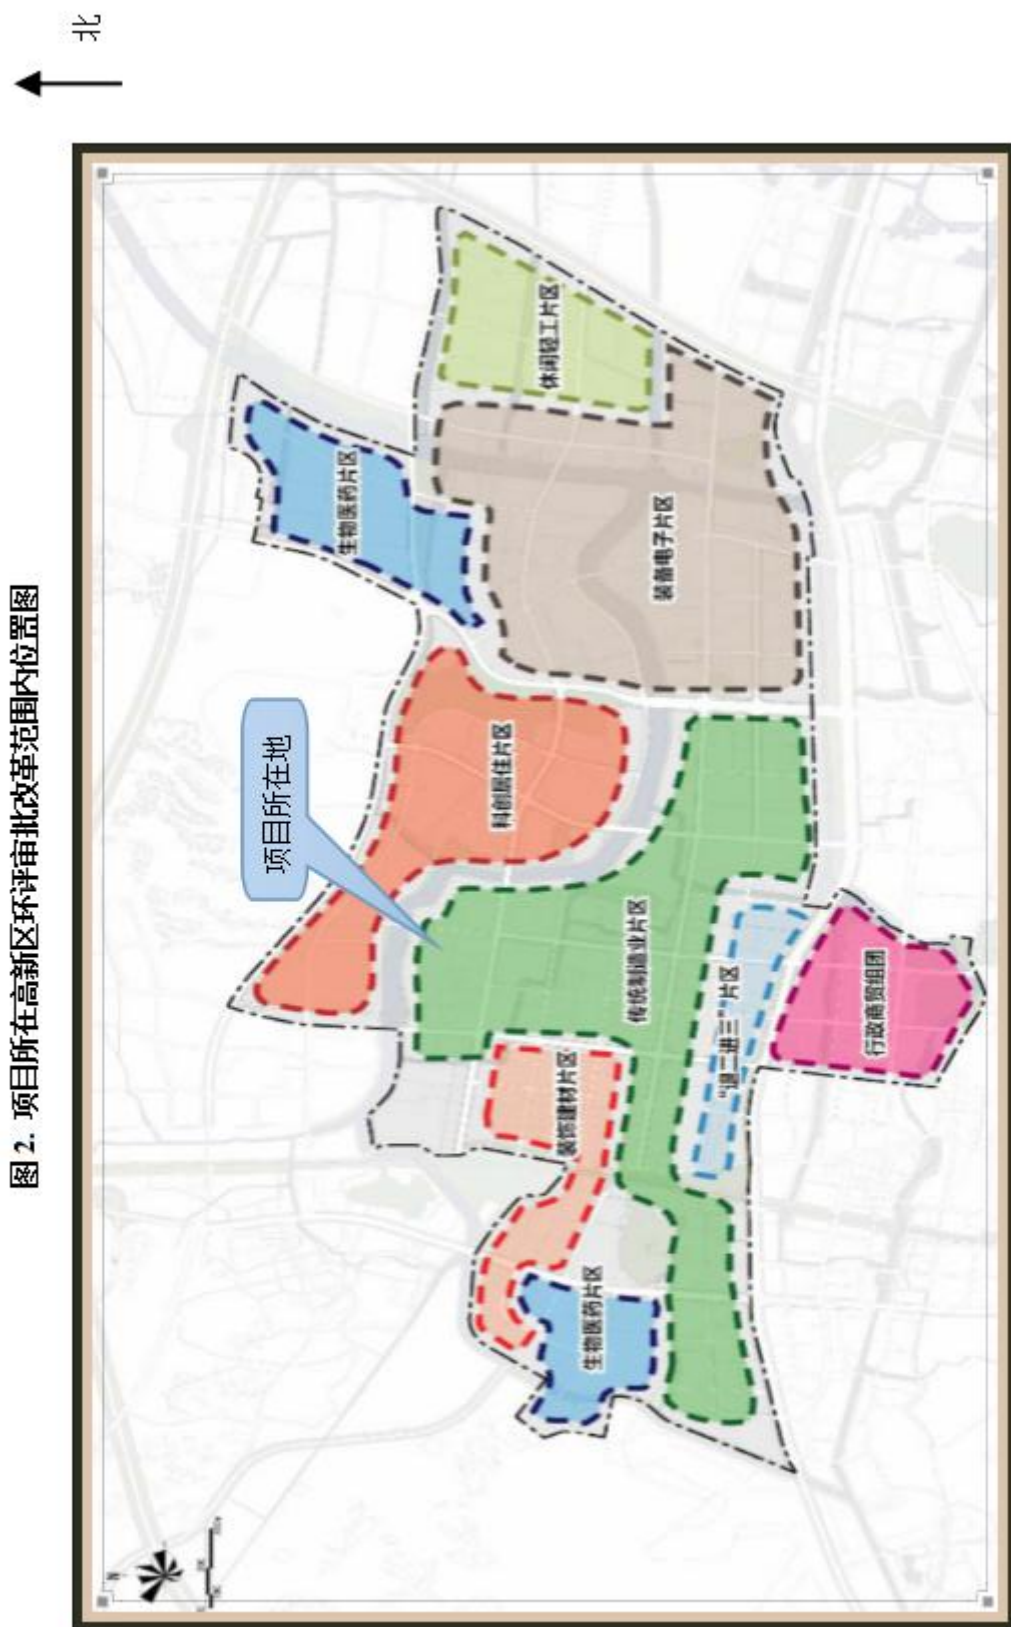 图 2. 项目所在高新区环评审批改革范围内位置图
北
N
项目所在地
生物医药片区
休闲轻工片区
科创居住片区
装备电子片区
装饰建材片区
传统制造业片区
生物医药片区
"退二进三"片区
行政商贸组团